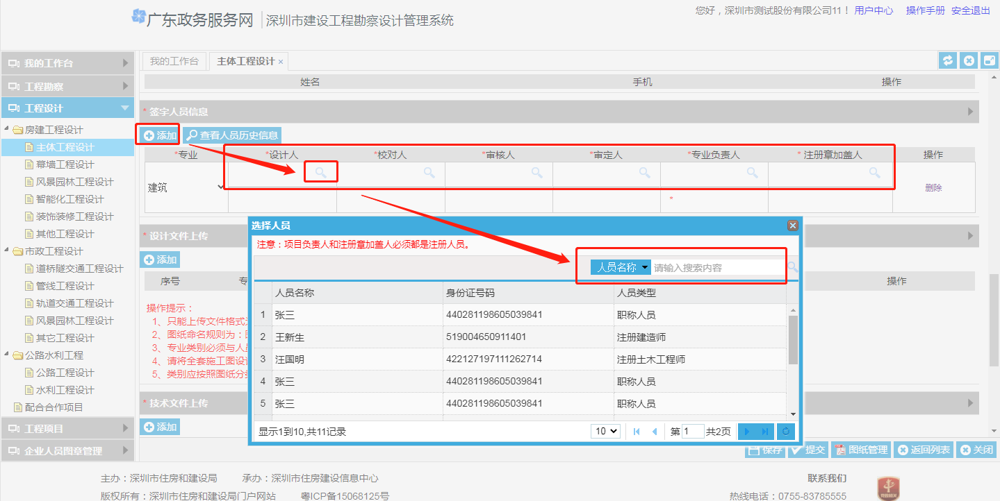 广东政务服务网 深圳市建设工程勘察设计管理系统
您好，深圳市测试股份有限公司11！ 用户中心 操作手册 安全退出
我的工作台
工程勘察
工程设计
房建工程设计
主体工程设计
幕墙工程设计
风景园林工程设计
智能化工程设计
装饰装修工程设计
其他工程设计
市政工程设计
道桥隧交通工程设计
管线工程设计
轨道交通工程设计
风景园林工程设计
其它工程设计
公路水利工程
公路工程设计
水利工程设计
配合合作项目
工程项目
企业人员图章管理
我的工作台 主体工程设计 ×
姓名 手机 操作
* 签字人员信息
添加 查看人员历史信息
*专业 *设计人 *校对人 *审核人 *审定人 *专业负责人 * 注册章加盖人 操作
建筑 删除
*
* 设计文件上传
添加
序号 专 操作
操作提示：
1、只能上传文件格式
2、图纸命名规则为：
3、专业类别必须与人
4、请将全套施工图设
5、类别应按照图纸分
* 技术文件上传
添加
选择人员
注意：项目负责人和注册章加盖人必须都是注册人员。
人员名称 请输入搜索内容
人员名称 身份证号码 人员类型
1 张三 440281198605039841 职称人员
2 王新生 519004650911401 注册建造师
3 汪国明 422127197111262714 注册土木工程师
4 张三 440281198605039841 职称人员
5 张三 440281198605039841 职称人员
显示1到10,共11记录 10 第 1 共2页
保存 提交 图纸管理 返回列表 关闭
主办：深圳市住房和建设局 承办：深圳市住房建设信息中心 联系我们
版权所有：深圳市住房和建设局门户网站 粤ICP备15068125号 热线电话：0755-83785555